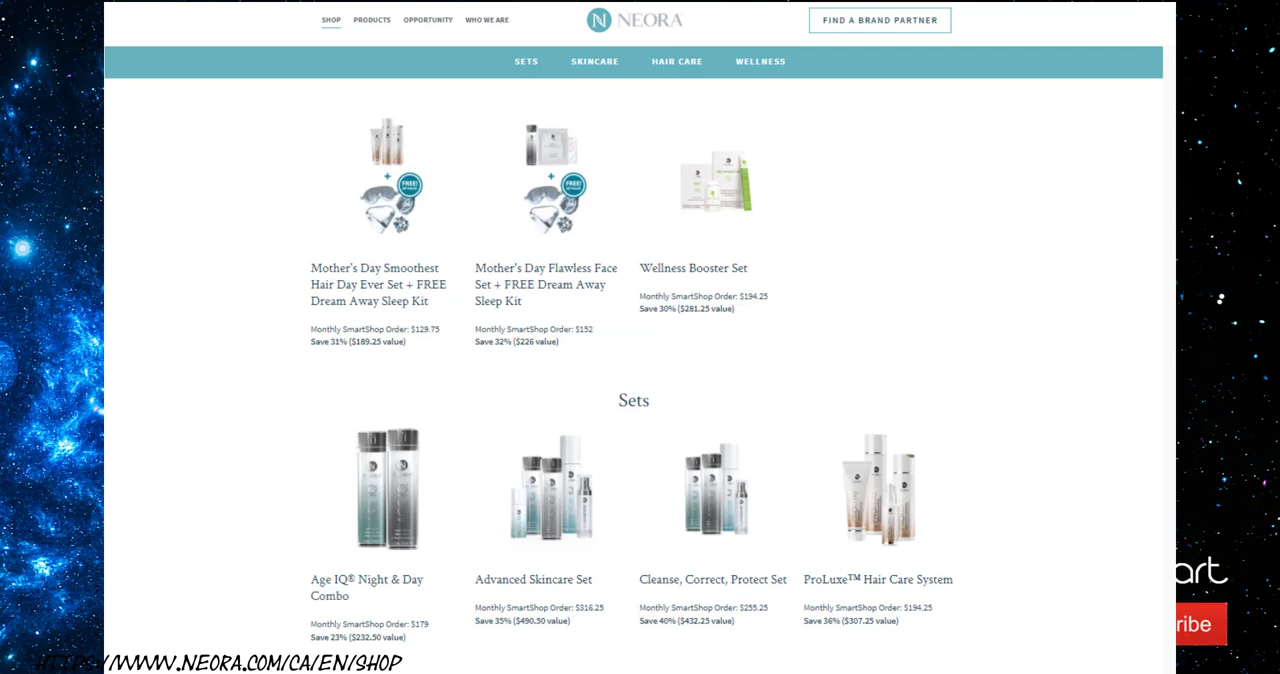 SHOP PRODUCTS OPPORTUNITY WHO WE ARE
N NEORA
FIND A BRAND PARTNER
SETS SKINCARE HAIR CARE WELLNESS
FREE!
FREE!
Mother's Day Smoothest
Hair Day Ever Set + FREE
Dream Away Sleep Kit
Monthly SmartShop Order: $129.75
Save 31% ($189.25 value)
Mother's Day Flawless Face
Set + FREE Dream Away
Sleep Kit
Monthly SmartShop Order: $152
Save 32% ($226 value)
Wellness Booster Set
Monthly SmartShop Order: $194.25
Save 30% ($281.25 value)
Sets
Age IQ® Night & Day
Combo
Monthly SmartShop Order: $179
Save 23% ($232.50 value)
Advanced Skincare Set
Monthly SmartShop Order: $316.25
Save 35% ($490.50 value)
Cleanse, Correct, Protect Set
Monthly SmartShop Order: $255.25
Save 40% ($432.25 value)
ProLuxe™ Hair Care System
Monthly SmartShop Order: $194.25
Save 36% ($307.25 value)
art
ribe
HTTPS://WWW.NEORA.COM/CA/EN/SHOP